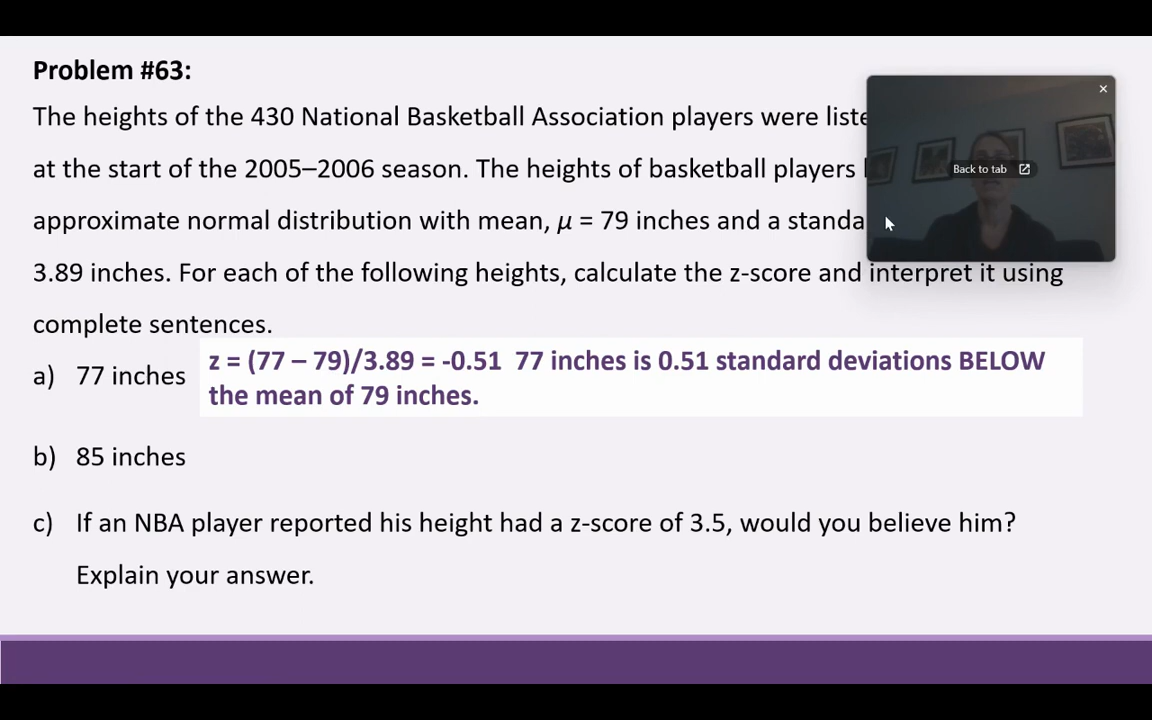 Problem #63:
The heights of the 430 National Basketball Association players were liste
at the start of the 2005–2006 season. The heights of basketball players
approximate normal distribution with mean, μ = 79 inches and a standa
3.89 inches. For each of the following heights, calculate the z-score and interpret it using
complete sentences.
a) 77 inches
z = (77 – 79)/3.89 = -0.51 77 inches is 0.51 standard deviations BELOW
the mean of 79 inches.
b) 85 inches
c) If an NBA player reported his height had a z-score of 3.5, would you believe him?
Explain your answer.
Back to tab